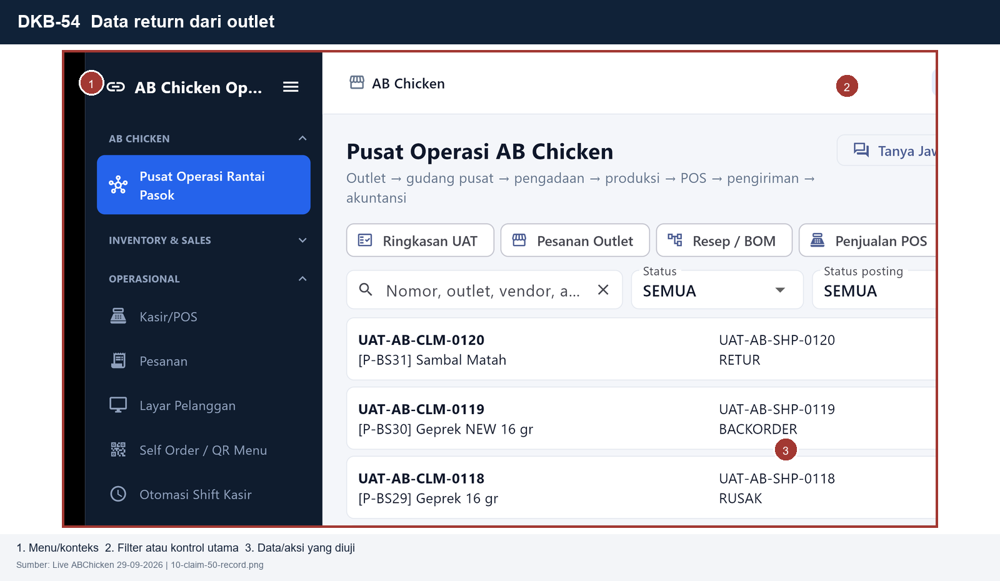 DKB-54 Data return dari outlet
1
AB Chicken Op...
AB CHICKEN
Pusat Operasi Rantai
Pasok
INVENTORY & SALES
OPERASIONAL
Kasir/POS
Pesanan
Layar Pelanggan
Self Order / QR Menu
Otomasi Shift Kasir
AB Chicken
2
Pusat Operasi AB Chicken
Tanya Jaw
Outlet → gudang pusat → pengadaan → produksi → POS → pengiriman →
akuntansi
Ringkasan UAT
Pesanan Outlet
Resep / BOM
Penjualan POS
Nomor, outlet, vendor, a...
Status
SEMUA
Status posting
SEMUA
UAT-AB-CLM-0120
[P-BS31] Sambal Matah
UAT-AB-SHP-0120
RETUR
UAT-AB-CLM-0119
[P-BS30] Geprek NEW 16 gr
UAT-AB-SHP-0119
BACKORDER
3
UAT-AB-CLM-0118
[P-BS29] Geprek 16 gr
UAT-AB-SHP-0118
RUSAK
1. Menu/konteks 2. Filter atau kontrol utama 3. Data/aksi yang diuji
Sumber: Live ABChicken 29-09-2026 | 10-claim-50-record.png